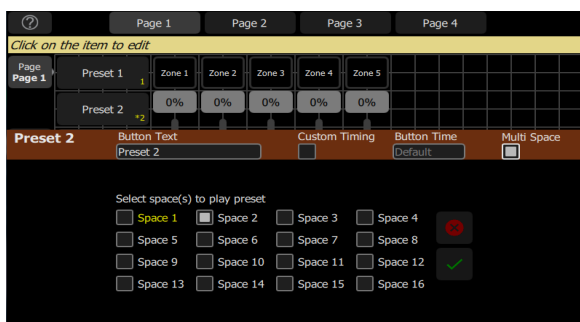 ? Page 1 Page 2 Page 3 Page 4
Click on the item to edit
Page
Page 1
Preset 1 1 Zone 1 Zone 2 Zone 3 Zone 4 Zone 5
Preset 2 *2 0% 0% 0% 0% 0%
Preset 2 Button Text Custom Timing Button Time Multi Space
Preset 2 Default
Select space(s) to play preset
Space 1 Space 2 Space 3 Space 4
Space 5 Space 6 Space 7 Space 8
Space 9 Space 10 Space 11 Space 12
Space 13 Space 14 Space 15 Space 16